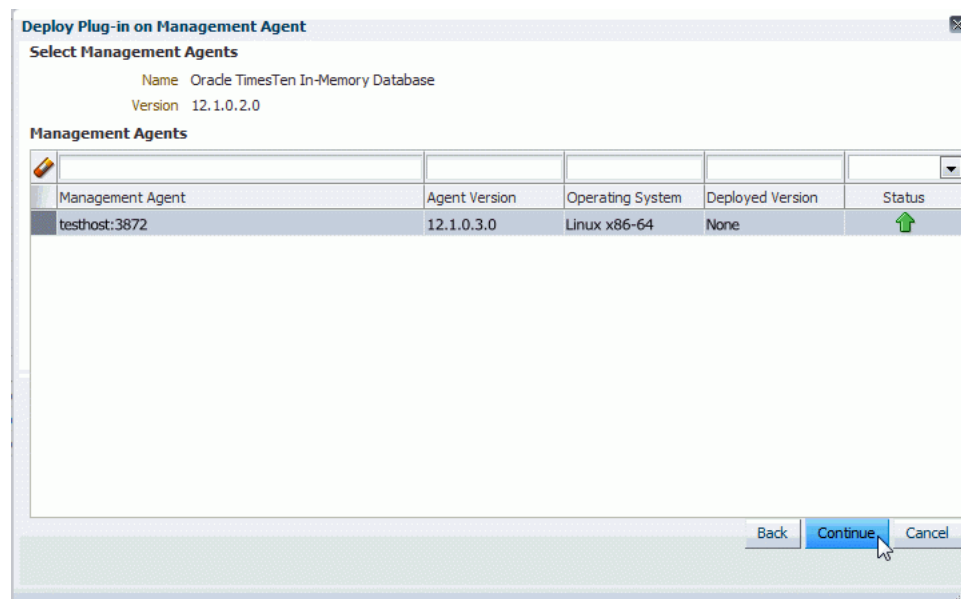 Deploy Plug-in on Management Agent
Select Management Agents
Name Oracle TimesTen In-Memory Database
Version 12.1.0.2.0
Management Agents
Management Agent Agent Version Operating System Deployed Version Status
testhost:3872 12.1.0.3.0 Linux x86-64 None
Back Continue Cancel